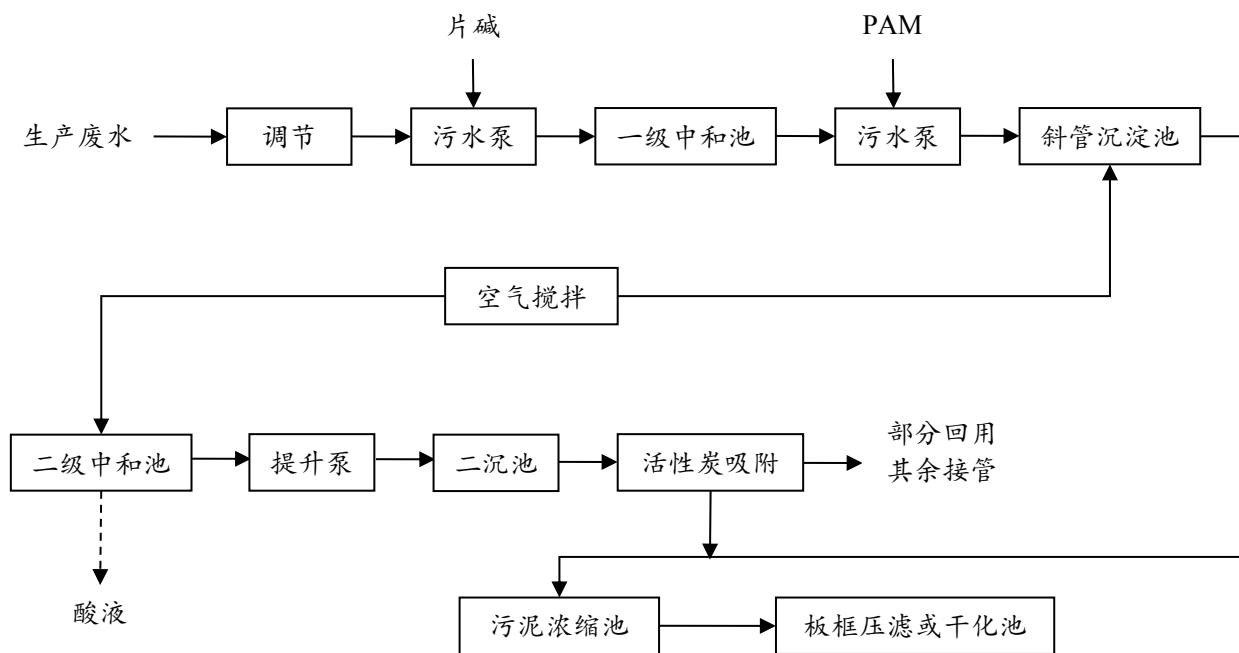 片碱
PAM
生产废水
调节
污水泵
一级中和池
污水泵
斜管沉淀池
空气搅拌
二级中和池
提升泵
二沉池
活性炭吸附
部分回用
其余接管
酸液
污泥浓缩池
板框压滤或干化池